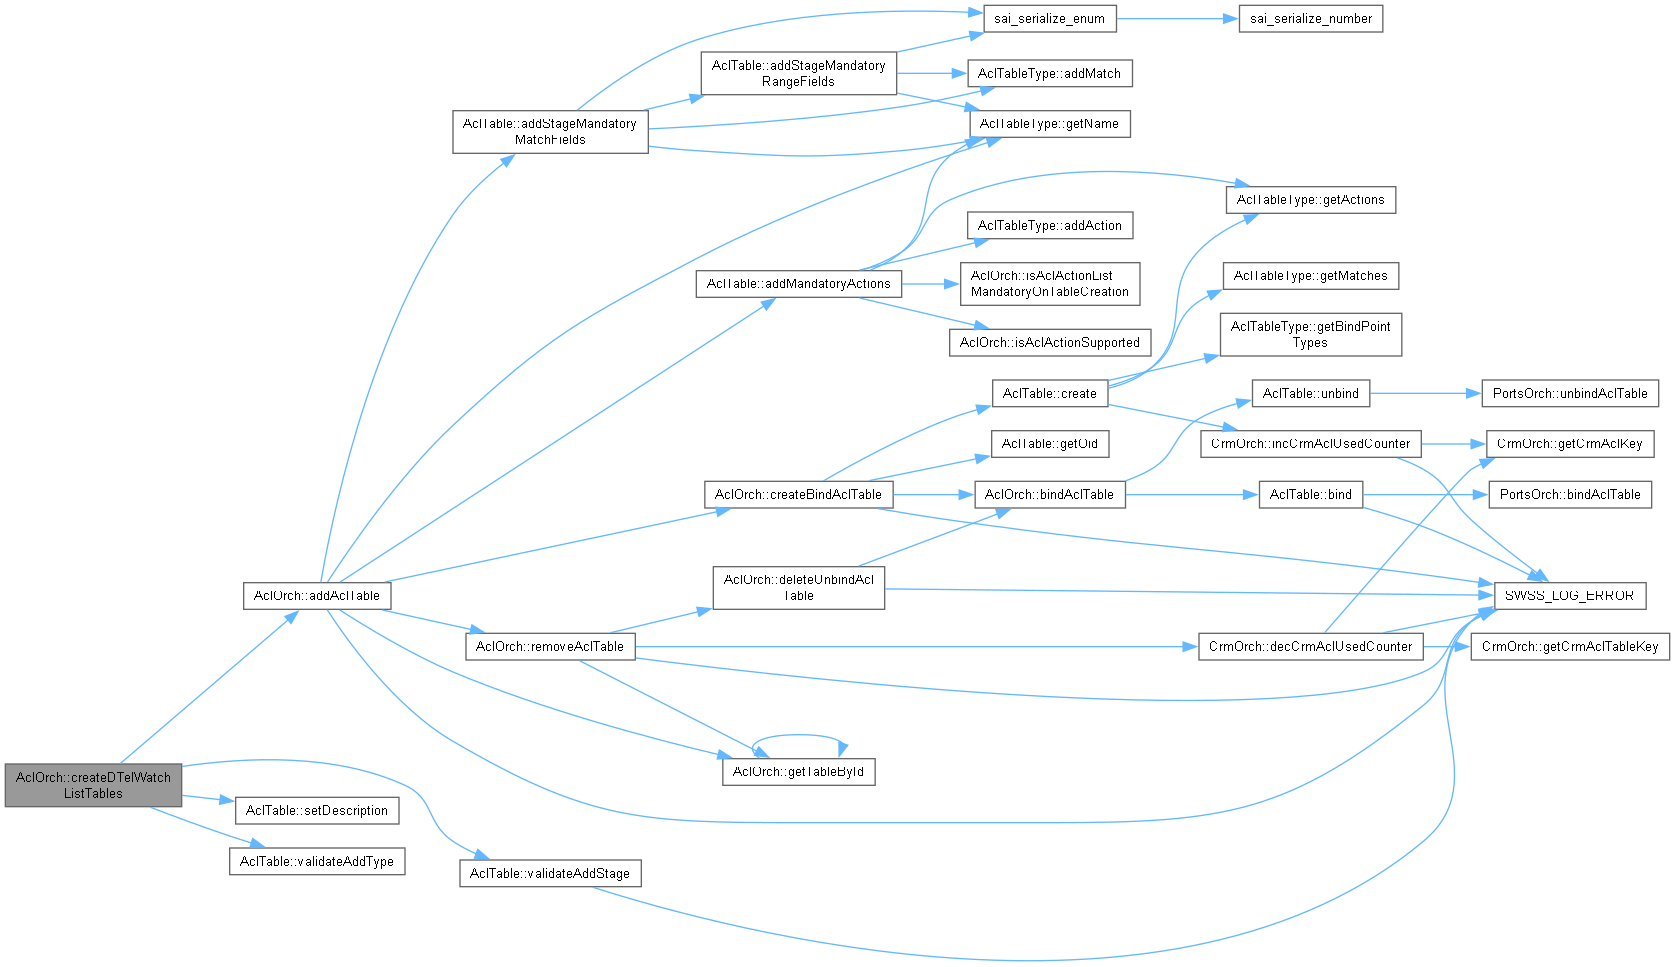 sai_serialize_enum
sai_serialize_number
AclTable::addStageMandatory
RangeFields
AclTableType::addMatch
AclTable::addStageMandatory
MatchFields
AclTableType::getName
AclTableType::getActions
AclTableType::addAction
AclOrch::isAclActionList
MandatoryOnTableCreation
AclTableType::getMatches
AclTable::addMandatoryActions
AclTableType::getBindPoint
Types
AclOrch::isAclActionSupported
AclTable::create
AclTable::unbind
PortsOrch::unbindAclTable
AclTable::getOid
CrmOrch::incCrmAclUsedCounter
CrmOrch::getCrmAclKey
AclOrch::createBindAclTable
AclOrch::bindAclTable
AclTable::bind
PortsOrch::bindAclTable
AclOrch::deleteUnbindAcl
Table
AclOrch::addAclTable
SWSS_LOG_ERROR
AclOrch::removeAclTable
CrmOrch::decCrmAclUsedCounter
CrmOrch::getCrmAclTableKey
AclOrch::createDTelWatch
ListTables
AclOrch::getTableById
AclTable::setDescription
AclTable::validateAddType
AclTable::validateAddStage